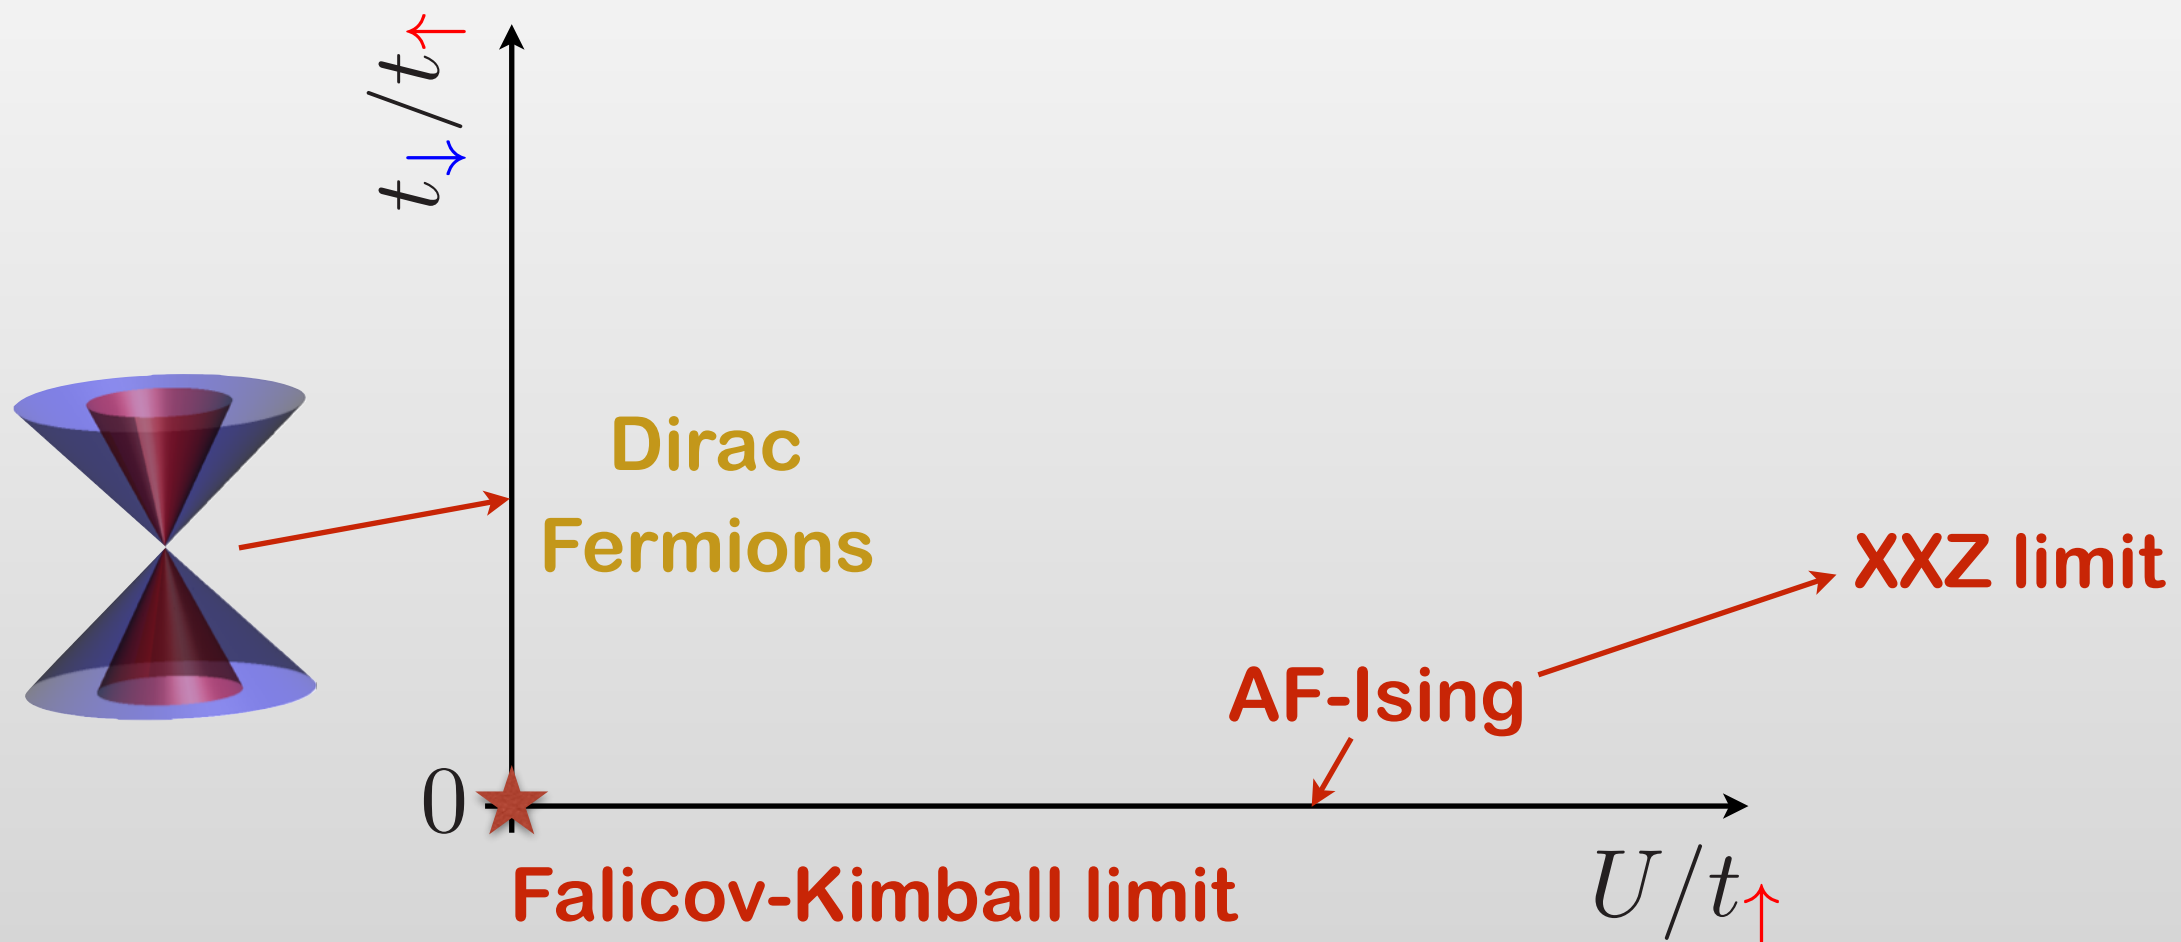 t↓/t↑
Dirac
Fermions
XXZ limit
AF-Ising
0
Falicov-Kimball limit
U/t↑